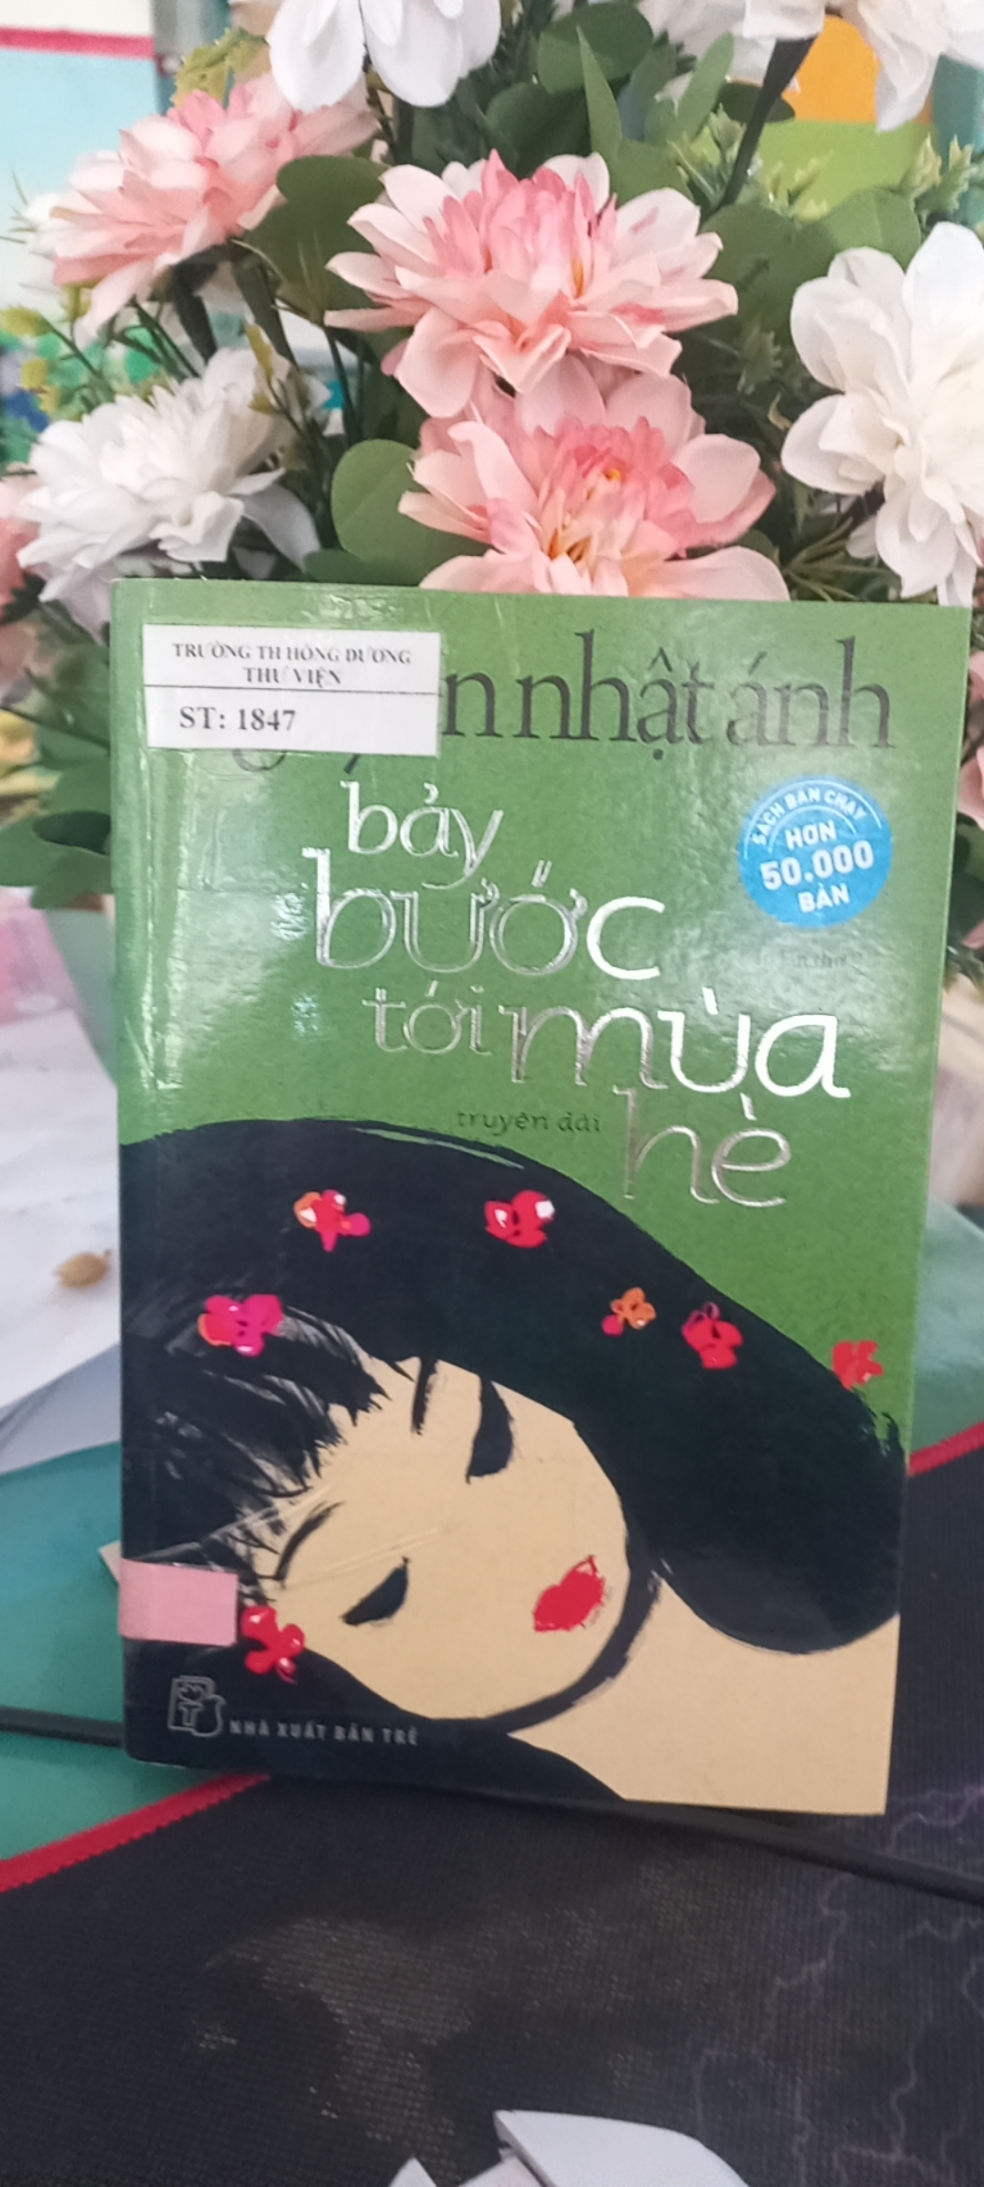 TRƯỜNG TH HỒNG DƯƠNG
THƯ VIỆN
ST: 1847
n nhật ánh
bảy
bước
tới mùa
hè
truyện dài
SÁCH BÁN CHẠY
HƠN
50.000
BẢN
NHÀ XUẤT BẢN TRẺ